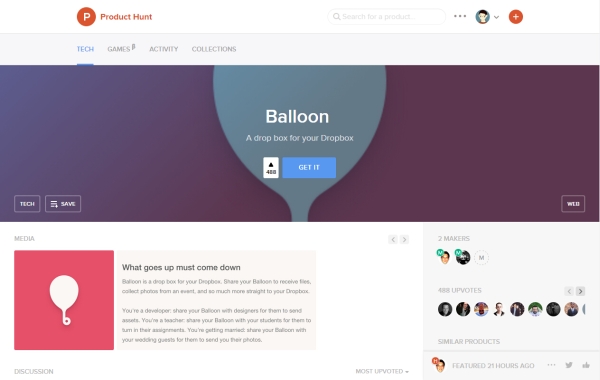 P Product Hunt
Search for a product...
TECH GAMES β ACTIVITY COLLECTIONS
Balloon
A drop box for your Dropbox
488
GET IT
TECH SAVE
WEB
MEDIA
What goes up must come down
Balloon is a drop box for your Dropbox. Share your Balloon to receive files,
collect photos from an event, and so much more straight to your Dropbox.
You're a developer: share your Balloon with designers for them to send
assets. You're a teacher: share your Balloon with your students for them to
turn in their assignments. You're getting married: share your Balloon with
your wedding guests for them to send you their photos.
DISCUSSION
MOST UPVOTED
2 MAKERS
M M M
488 UPVOTES
SIMILAR PRODUCTS
H FEATURED 21 HOURS AGO